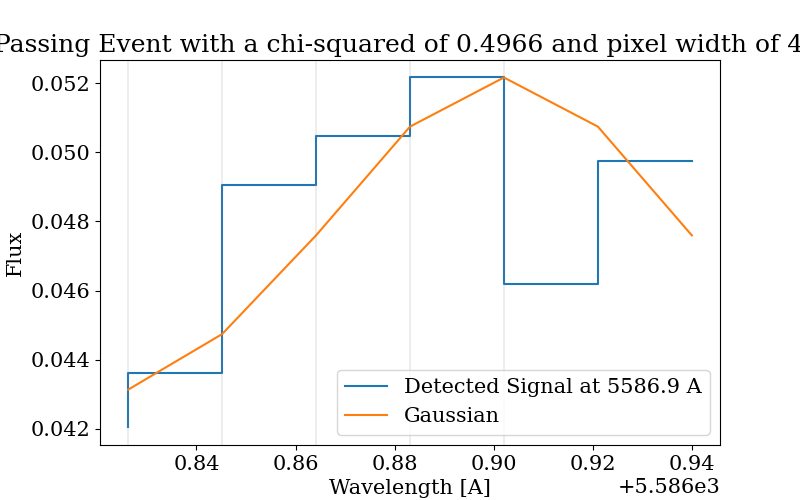 Passing Event with a chi-squared of 0.4966 and pixel width of 4
0.052
0.050
0.048
0.046
0.044
0.042
Flux
Detected Signal at 5586.9 A
Gaussian
0.84 0.86 0.88 0.90 0.92 0.94
Wavelength [A]
+5.586e3